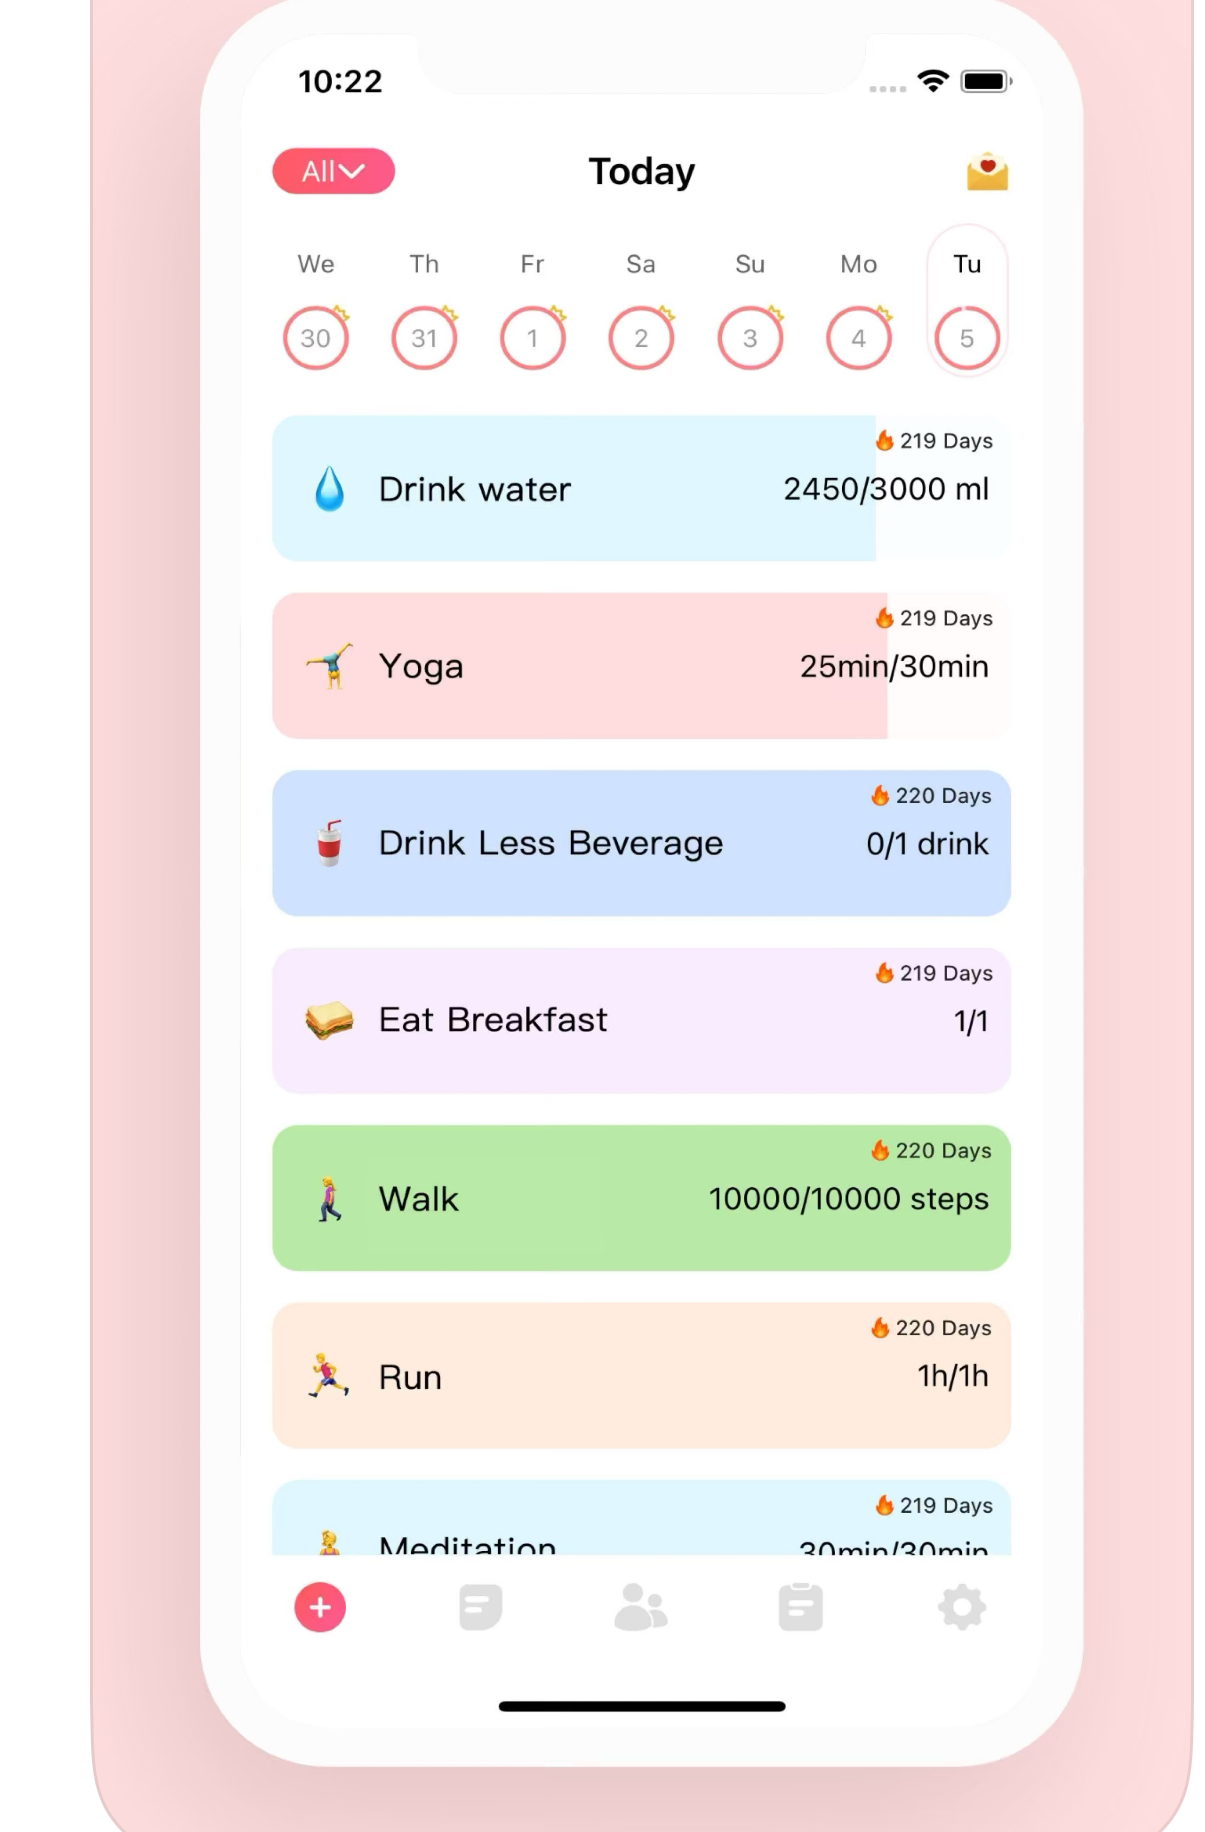 10:22
All
Today
We Th Fr Sa Su Mo Tu
30 31 1 2 3 4 5
219 Days
Drink water 2450/3000 ml
219 Days
Yoga 25min/30min
220 Days
Drink Less Beverage 0/1 drink
219 Days
Eat Breakfast 1/1
220 Days
Walk 10000/10000 steps
220 Days
Run 1h/1h
219 Days
Meditation 30min/30min